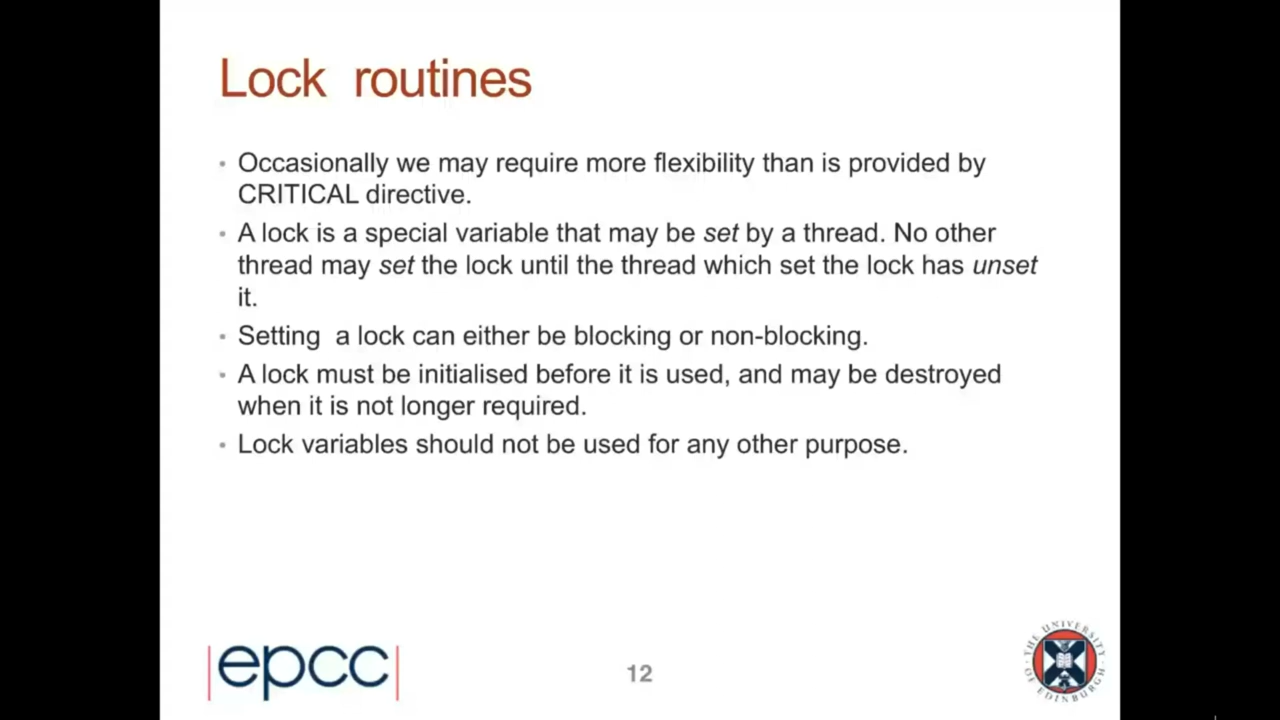 Lock routines
• Occasionally we may require more flexibility than is provided by
CRITICAL directive.
• A lock is a special variable that may be set by a thread. No other
thread may set the lock until the thread which set the lock has unset
it.
• Setting a lock can either be blocking or non-blocking.
• A lock must be initialised before it is used, and may be destroyed
when it is not longer required.
• Lock variables should not be used for any other purpose.
epcc
12
THE UNIVERSITY OF EDINBURGH